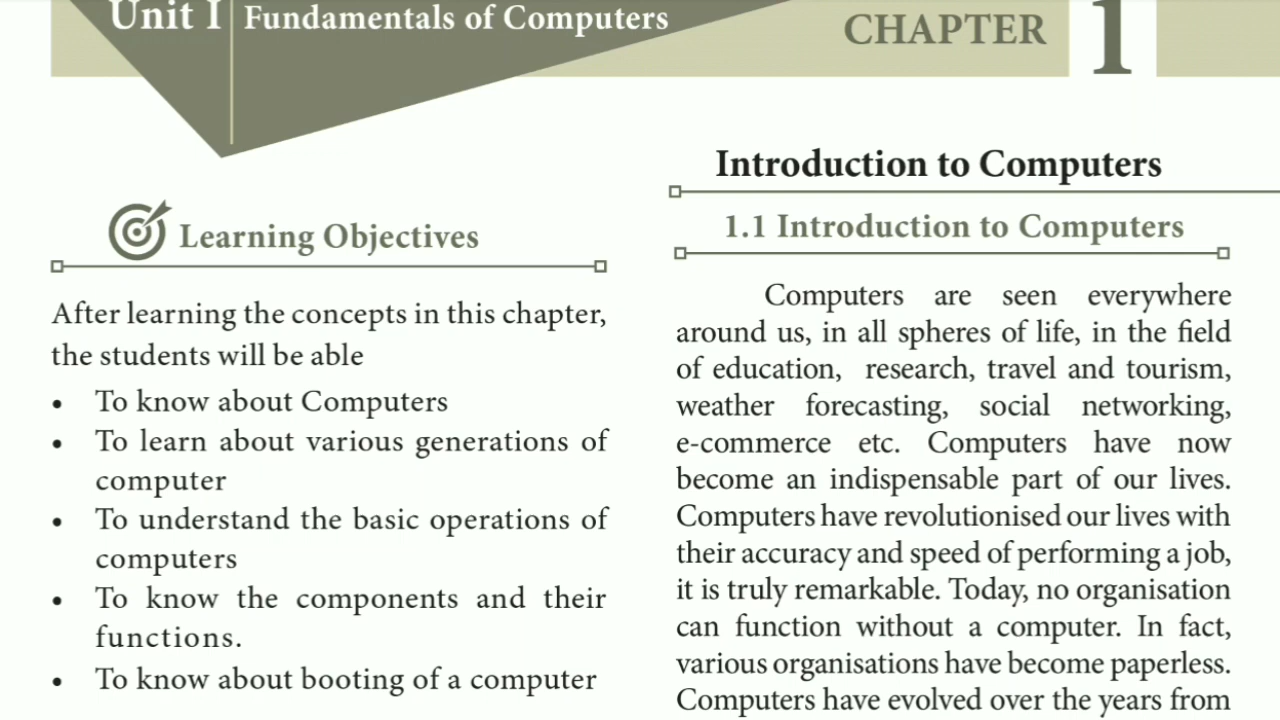 Unit I Fundamentals of Computers
CHAPTER 1
Learning Objectives
After learning the concepts in this chapter,
the students will be able
• To know about Computers
• To learn about various generations of
computer
• To understand the basic operations of
computers
• To know the components and their
functions.
• To know about booting of a computer
Introduction to Computers
1.1 Introduction to Computers
Computers are seen everywhere
around us, in all spheres of life, in the field
of education, research, travel and tourism,
weather forecasting, social networking,
e-commerce etc. Computers have now
become an indispensable part of our lives.
Computers have revolutionised our lives with
their accuracy and speed of performing a job,
it is truly remarkable. Today, no organisation
can function without a computer. In fact,
various organisations have become paperless.
Computers have evolved over the years from